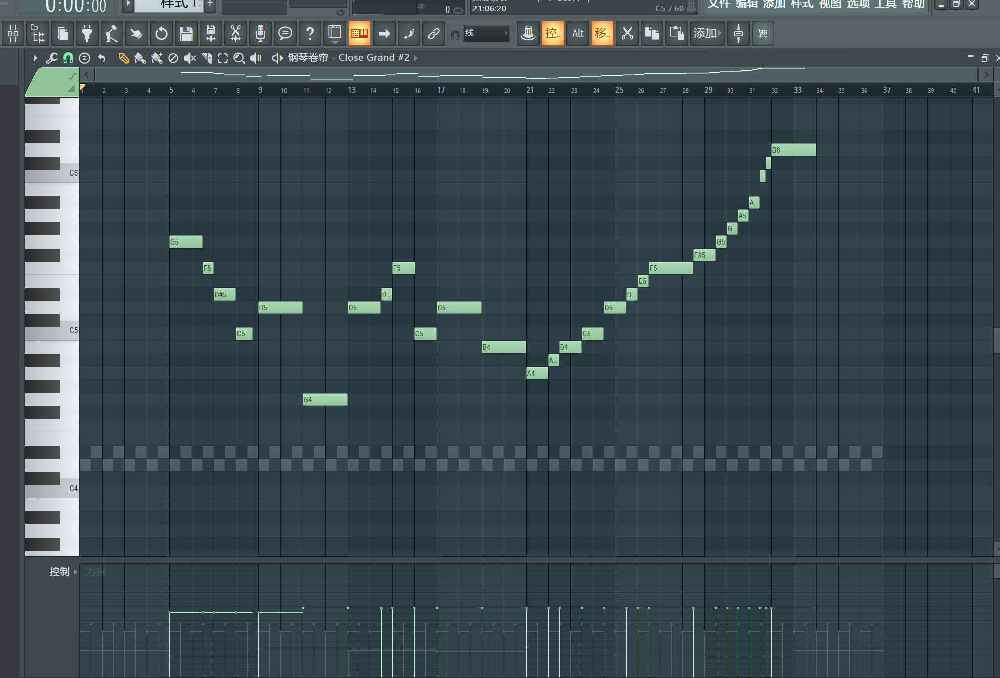 0:00:00
样式 1
+
0
21:06:20
C5 / 60
文件 编辑 添加 样式 视图 选项 工具 帮助
?
线
控..
Alt
移..
添加
钢琴卷帘 - Close Grand #2
1 2 3 4 5 6 7 8 9 10 11 12 13 14 15 16 17 18 19 20 21 22 23 24 25 26 27 28 29 30 31 32 33 34 35 36 37 38 39 40 41
D6
C6
A..
A5
G..
G5
G5
F#5
F5
F5
F5
E5
D#5
D..
D..
D5
D5
D5
D5
C5
C5
C5
C5
B4
B4
A..
A4
G4
C4
控制
力度